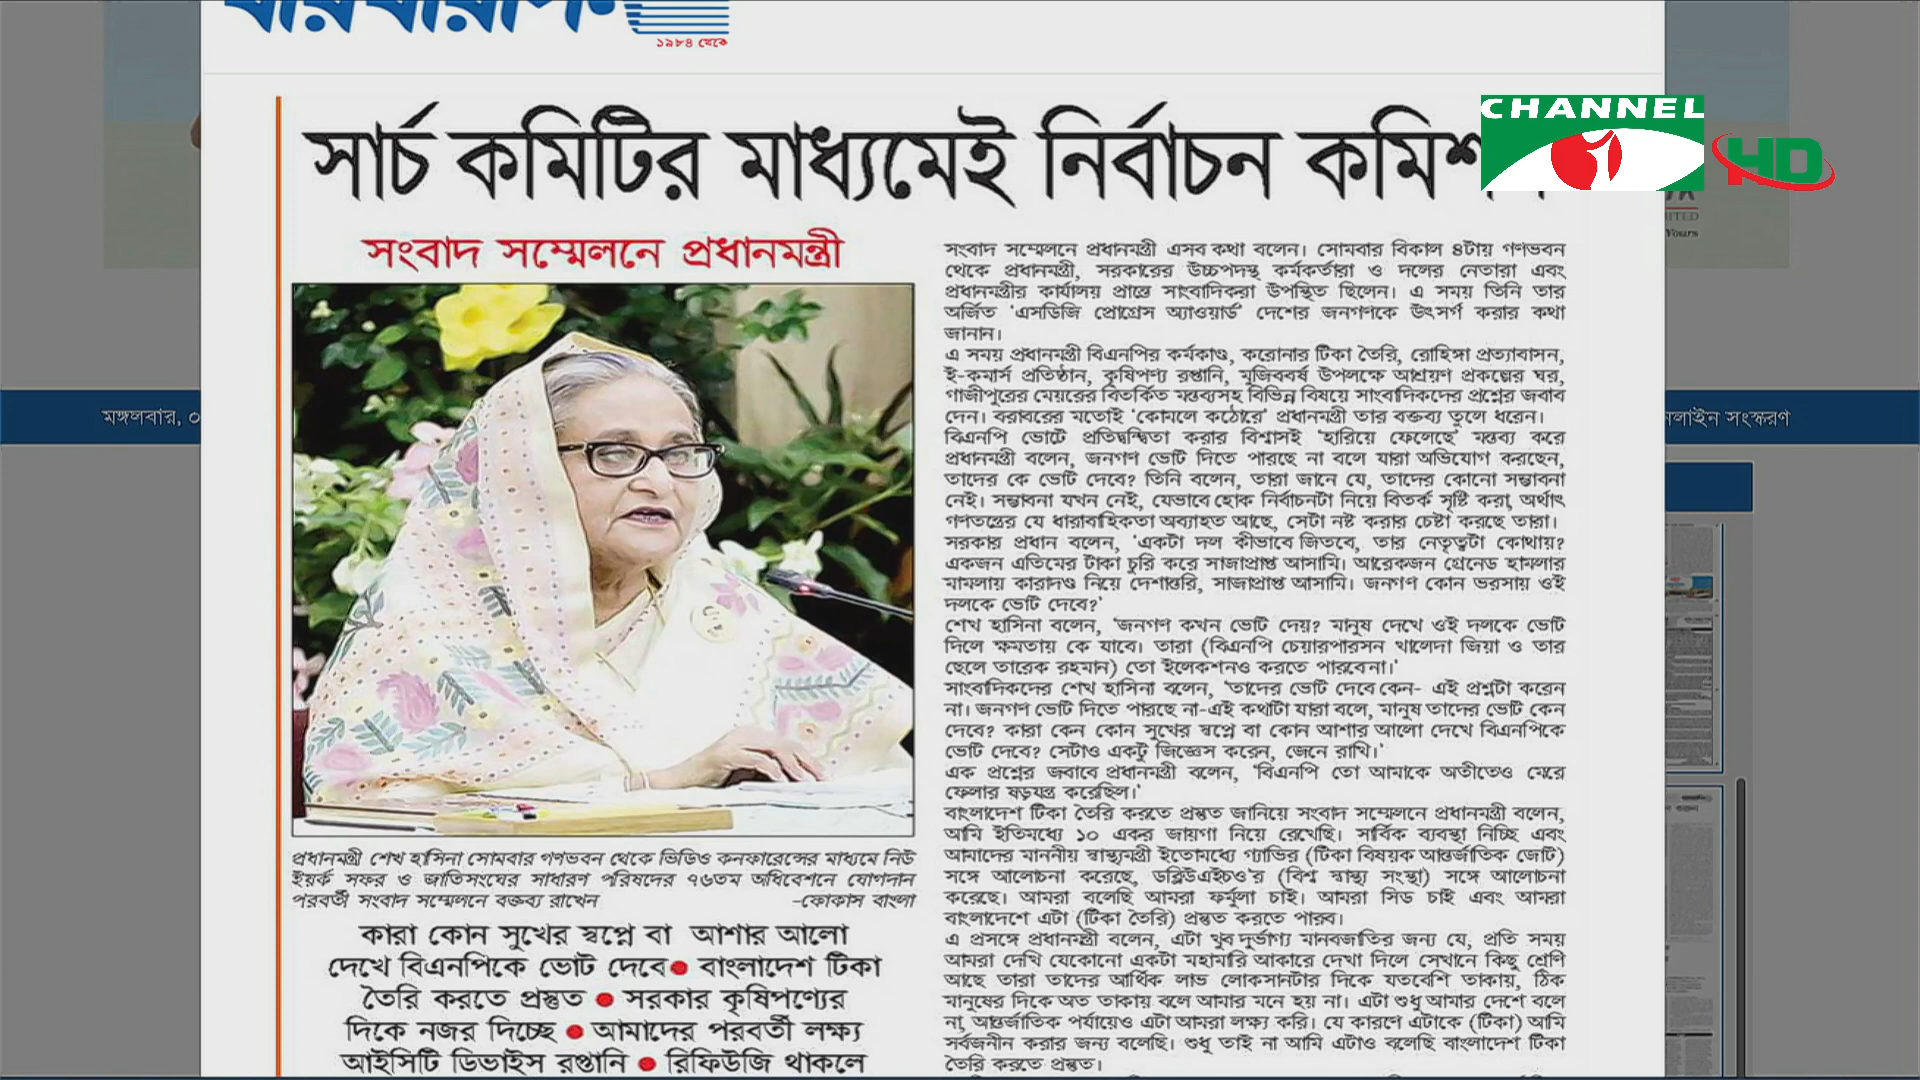 ১৯৮৪ থেকে
CHANNEL
HD
সার্চ কমিটির মাধ্যমেই নির্বাচন
সংবাদ সম্মেলনে প্রধানমন্ত্রী
প্রধানমন্ত্রী শেখ হাসিনা সোমবার গণভবন থেকে ভিডিও কনফারেন্সের মাধ্যমে নিউ
ইয়র্ক সফর ও জাতিসংঘের সাধারণ পরিষদের ৭৬তম অধিবেশনে যোগদান
পরবর্তী সংবাদ সম্মেলনে বক্তব্য রাখেন -ফোকাস বাংলা
কারা কোন সুখের স্বপ্নে বা আশার আলো
দেখে বিএনপিকে ভোট দেবে ● বাংলাদেশ টিকা
তৈরি করতে প্রস্তুত ● সরকার কৃষিপণ্যের
দিকে নজর দিচ্ছে ● আমাদের পরবর্তী লক্ষ্য
আইসিটি ডিভাইস রপ্তানি ● রিফিউজি থাকলে
সংবাদ সম্মেলনে প্রধানমন্ত্রী এসব কথা বলেন। সোমবার বিকাল ৪টায় গণভবন
থেকে প্রধানমন্ত্রী, সরকারের উচ্চপদস্থ কর্মকর্তারা ও দলের নেতারা এবং
প্রধানমন্ত্রীর কার্যালয় প্রান্তে সাংবাদিকরা উপস্থিত ছিলেন। এ সময় তিনি তার
অর্জিত 'এসডিজি প্রোগ্রেস অ্যাওয়ার্ড' দেশের জনগণকে উৎসর্গ করার কথা
জানান।
এ সময় প্রধানমন্ত্রী বিএনপির কর্মকাণ্ড, করোনার টিকা তৈরি, রোহিঙ্গা প্রত্যাবাসন,
ই-কমার্স প্রতিষ্ঠান, কৃষিপণ্য রপ্তানি, মুজিববর্ষ উপলক্ষে আশ্রয়ণ প্রকল্পের ঘর,
গাজীপুরের মেয়রের বিতর্কিত মন্তব্যসহ বিভিন্ন বিষয়ে সাংবাদিকদের প্রশ্নের জবাব
দেন। বরাবরের মতোই 'কোমলে কঠোরে' প্রধানমন্ত্রী তার বক্তব্য তুলে ধরেন।
বিএনপি ভোটে প্রতিদ্বন্দ্বিতা করার বিশ্বাসই 'হারিয়ে ফেলেছে' মন্তব্য করে
প্রধানমন্ত্রী বলেন, জনগণ ভোট দিতে পারছে না বলে যারা অভিযোগ করছেন,
তাদের কে ভোট দেবে? তিনি বলেন, তারা জানে যে, তাদের কোনো সম্ভাবনা
নেই। সম্ভাবনা যখন নেই, যেভাবে হোক নির্বাচনটা নিয়ে বিতর্ক সৃষ্টি করা, অর্থাৎ
গণতন্ত্রের যে ধারাবাহিকতা অব্যাহত আছে, সেটা নষ্ট করার চেষ্টা করছে তারা।
সরকার প্রধান বলেন, 'একটা দল কীভাবে জিতবে, তার নেতৃত্বটা কোথায়?
একজন এতিমের টাকা চুরি করে সাজাপ্রাপ্ত আসামি। আরেকজন গ্রেনেড হামলার
মামলায় কারাদণ্ড নিয়ে দেশান্তরি, সাজাপ্রাপ্ত আসামি। জনগণ কোন ভরসায় ওই
দলকে ভোট দেবে?'
শেখ হাসিনা বলেন, 'জনগণ কখন ভোট দেয়? মানুষ দেখে ওই দলকে ভোট
দিলে ক্ষমতায় কে যাবে। তারা (বিএনপি চেয়ারপারসন খালেদা জিয়া ও তার
ছেলে তারেক রহমান) তো ইলেকশনও করতে পারবেনা।'
সাংবাদিকদের শেখ হাসিনা বলেন, 'তাদের ভোট দেবে কেন- এই প্রশ্নটা করেন
না। জনগণ ভোট দিতে পারছে না-এই কথাটা যারা বলে, মানুষ তাদের ভোট কেন
দেবে? কারা কেন কোন সুখের স্বপ্নে বা কোন আশার আলো দেখে বিএনপিকে
ভোট দেবে? সেটাও একটু জিজ্ঞেস করেন, জেনে রাখি।'
এক প্রশ্নের জবাবে প্রধানমন্ত্রী বলেন, 'বিএনপি তো আমাকে অতীতেও মেরে
ফেলার ষড়যন্ত্র করেছিল।'
বাংলাদেশ টিকা তৈরি করতে প্রস্তুত জানিয়ে সংবাদ সম্মেলনে প্রধানমন্ত্রী বলেন,
আমি ইতিমধ্যে ১০ একর জায়গা নিয়ে রেখেছি। সার্বিক ব্যবস্থা নিচ্ছি এবং
আমাদের মাননীয় স্বাস্থ্যমন্ত্রী ইতোমধ্যে গ্যাভির (টিকা বিষয়ক আন্তর্জাতিক জোট)
সঙ্গে আলোচনা করেছে, ডব্লিউএইচও'র (বিশ্ব স্বাস্থ্য সংস্থা) সঙ্গে আলোচনা
করেছে। আমরা বলেছি আমরা ফর্মুলা চাই। আমরা সিড চাই এবং আমরা
বাংলাদেশে এটা (টিকা তৈরি) প্রস্তুত করতে পারব।
এ প্রসঙ্গে প্রধানমন্ত্রী বলেন, এটা খুব দুর্ভাগ্য মানবজাতির জন্য যে, প্রতি সময়
আমরা দেখি যেকোনো একটা মহামারি আকারে দেখা দিলে সেখানে কিছু শ্রেণি
আছে তারা তাদের আর্থিক লাভ লোকসানটার দিকে যতবেশি তাকায়, ঠিক
মানুষের দিকে অত তাকায় বলে আমার মনে হয় না। এটা শুধু আমার দেশে বলে
না, আন্তর্জাতিক পর্যায়েও এটা আমরা লক্ষ্য করি। যে কারণে এটাকে (টিকা) আমি
সর্বজনীন করার জন্য বলেছি। শুধু তাই না আমি এটাও বলেছি বাংলাদেশ টিকা
তৈরি করতে প্রস্তুত।
মঙ্গলবার,
সংস্করণ
Yours